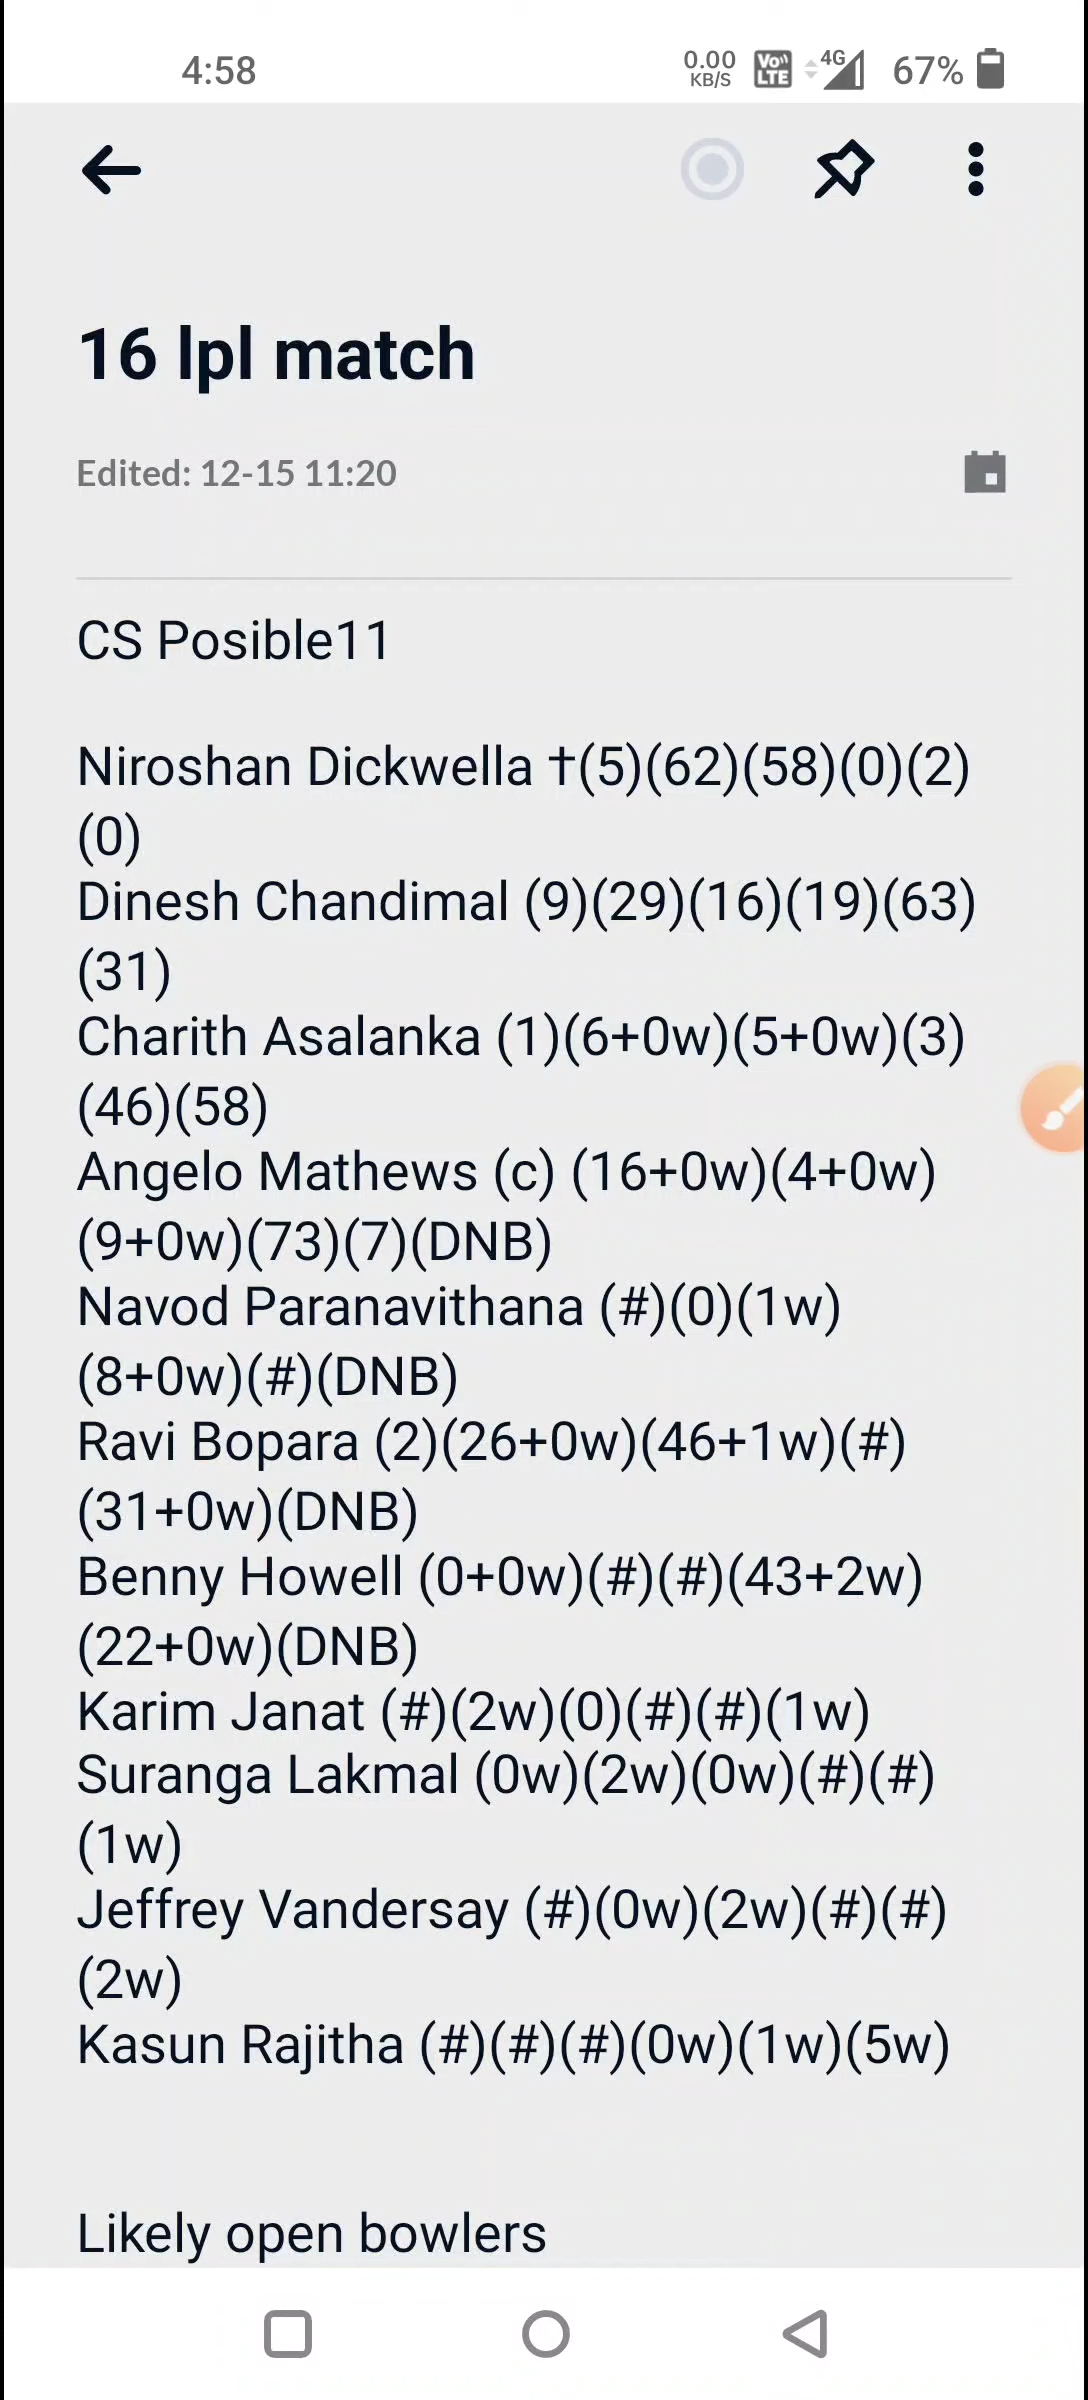 4:58
0.00
KB/S
Vo))
LTE
4G
67%
16 lpl match
Edited: 12-15 11:20
CS Posible11
Niroshan Dickwella †(5)(62)(58)(0)(2)
(0)
Dinesh Chandimal (9)(29)(16)(19)(63)
(31)
Charith Asalanka (1)(6+0w)(5+0w)(3)
(46)(58)
Angelo Mathews (c) (16+0w)(4+0w)
(9+0w)(73)(7)(DNB)
Navod Paranavithana (#)(0)(1w)
(8+0w)(#)(DNB)
Ravi Bopara (2)(26+0w)(46+1w)(#)
(31+0w)(DNB)
Benny Howell (0+0w)(#)(#)(43+2w)
(22+0w)(DNB)
Karim Janat (#)(2w)(0)(#)(#)(1w)
Suranga Lakmal (0w)(2w)(0w)(#)(#)
(1w)
Jeffrey Vandersay (#)(0w)(2w)(#)(#)
(2w)
Kasun Rajitha (#)(#)(#)(0w)(1w)(5w)
Likely open bowlers